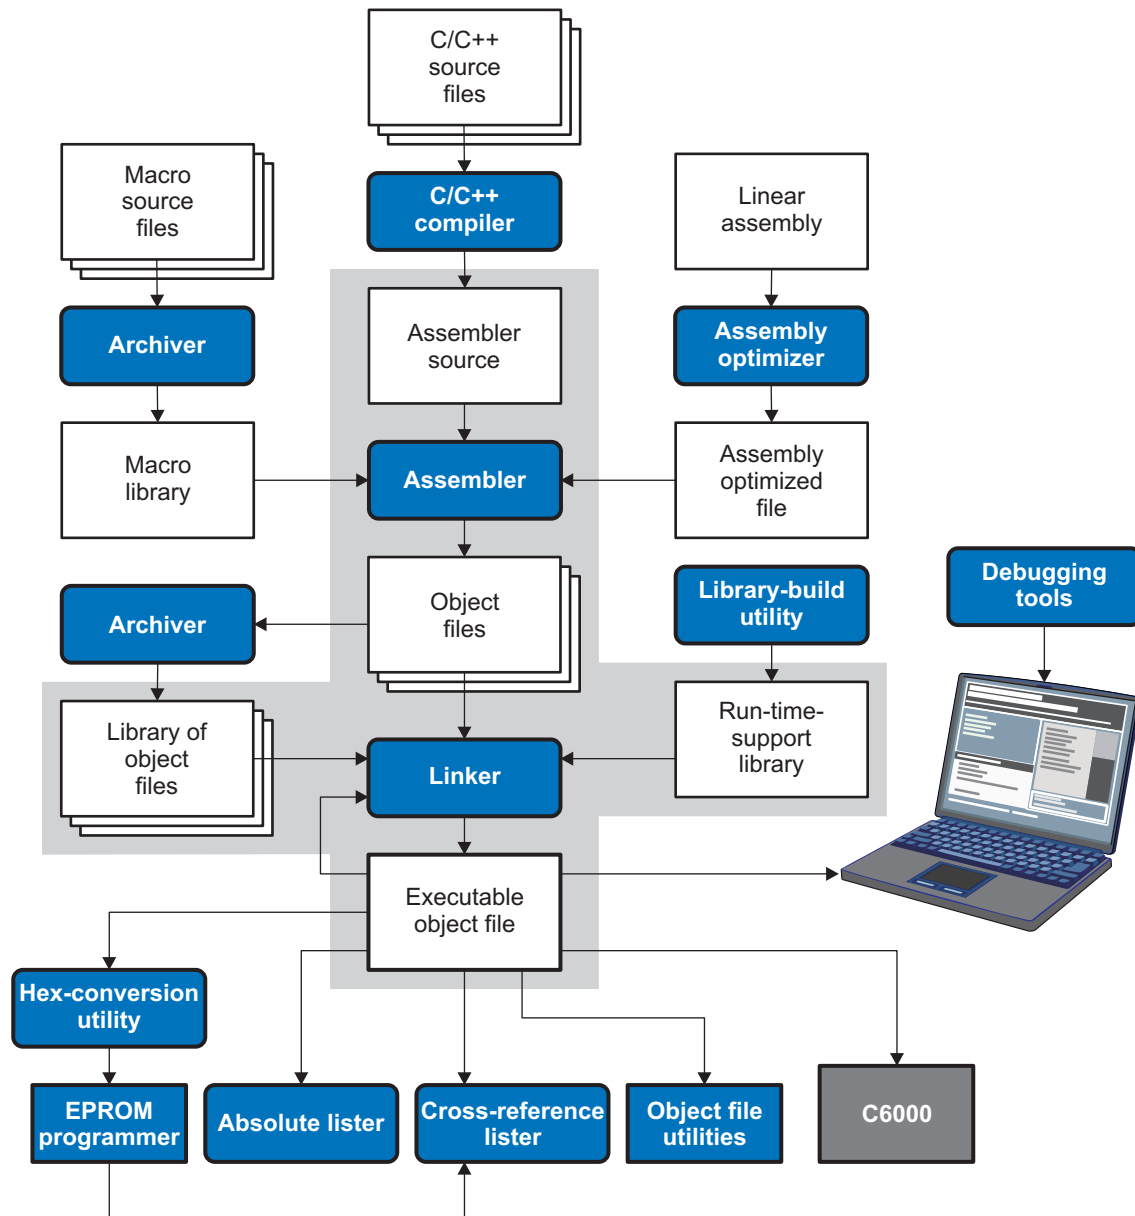 C/C++
source
files
Macro
source
files
C/C++
compiler
Linear
assembly
Archiver
Assembler
source
Assembly
optimizer
Macro
library
Assembler
Assembly
optimized
file
Archiver
Object
files
Library-build
utility
Debugging
tools
Library of
object
files
Linker
Run-time-
support
library
Executable
object file
Hex-conversion
utility
EPROM
programmer
Absolute lister
Cross-reference
lister
Object file
utilities
C6000